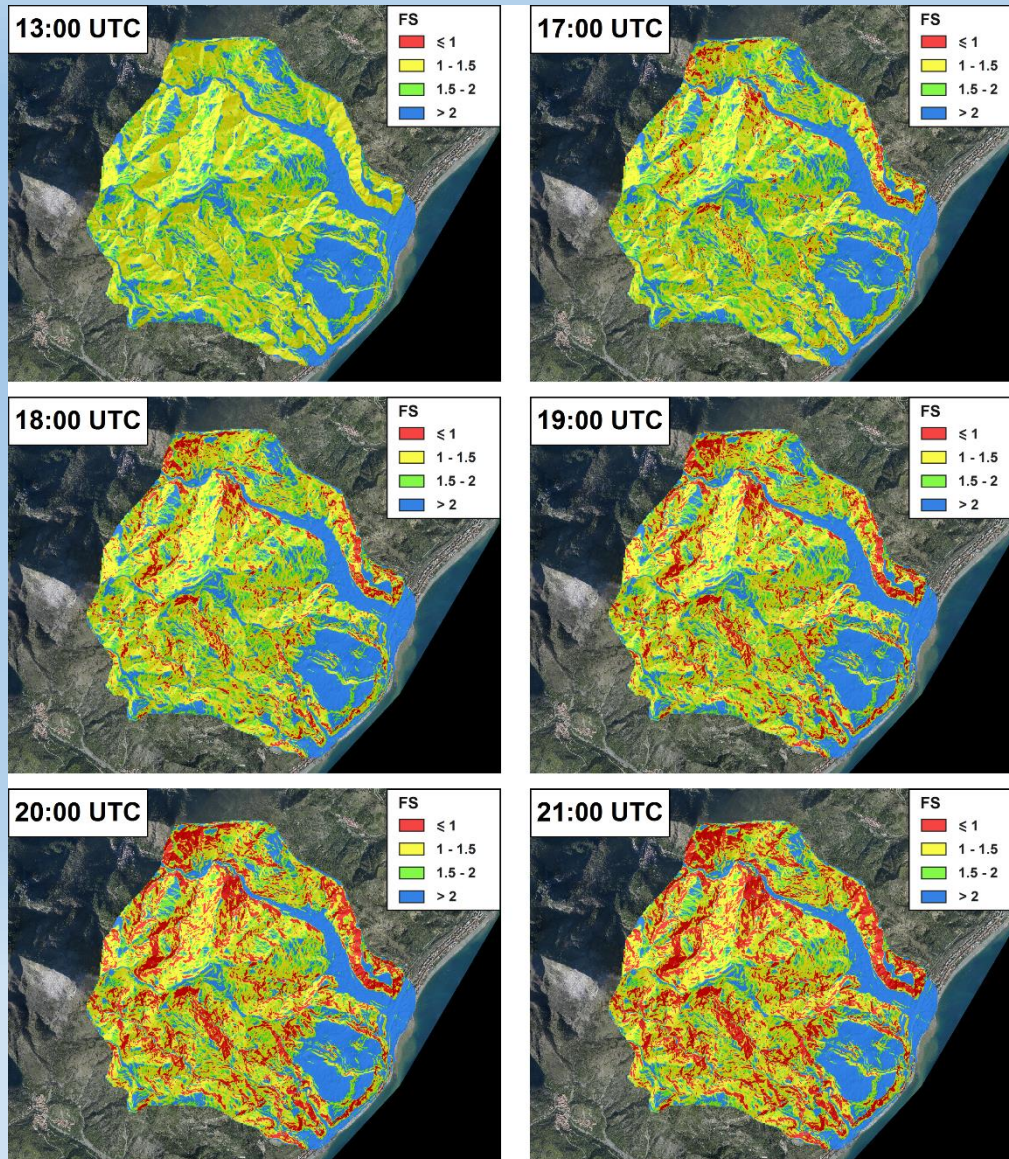 13:00 UTC
FS
≤ 1
1 - 1.5
1.5 - 2
> 2
17:00 UTC
FS
≤ 1
1 - 1.5
1.5 - 2
> 2
18:00 UTC
FS
≤ 1
1 - 1.5
1.5 - 2
> 2
19:00 UTC
FS
≤ 1
1 - 1.5
1.5 - 2
> 2
20:00 UTC
FS
≤ 1
1 - 1.5
1.5 - 2
> 2
21:00 UTC
FS
≤ 1
1 - 1.5
1.5 - 2
> 2